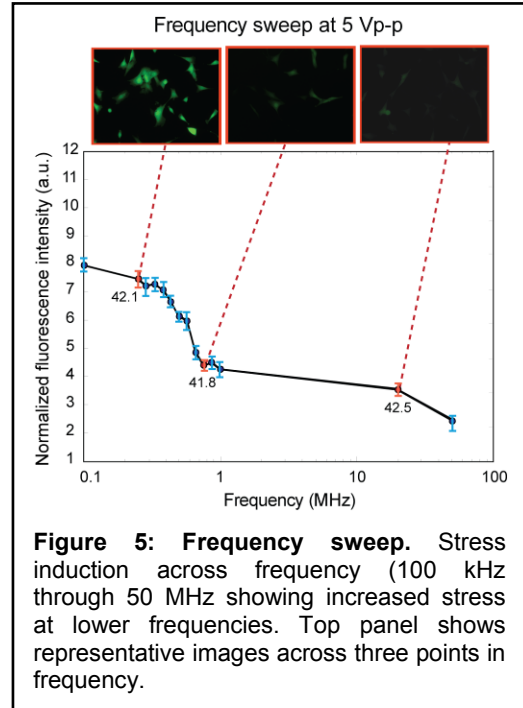 Frequency sweep at 5 Vp-p
12
11
10
9
8
7
6
5
4
3
2
1
Normalized fluorescence intensity (a.u.)
42.1
41.8
42.5
0.1
1
10
100
Frequency (MHz)
Figure 5: Frequency sweep. Stress
induction across frequency (100 kHz
through 50 MHz showing increased stress
at lower frequencies. Top panel shows
representative images across three points in
frequency.